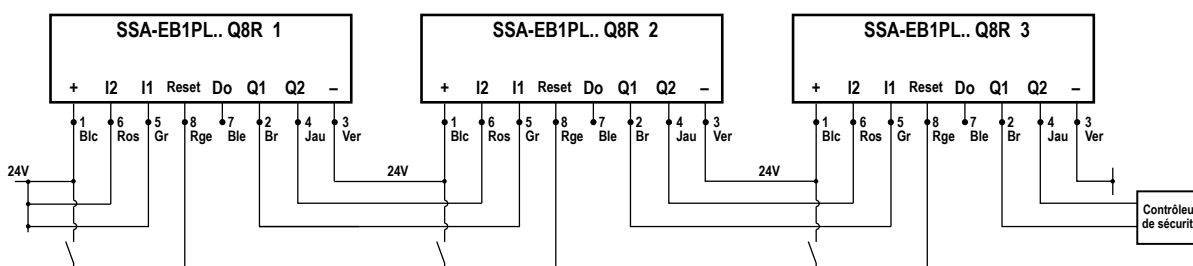 SSA-EB1PL.. Q8R 1
SSA-EB1PL.. Q8R 2
SSA-EB1PL.. Q8R 3
+ I2 I1 Reset Do Q1 Q2 –
+ I2 I1 Reset Do Q1 Q2 –
+ I2 I1 Reset Do Q1 Q2 –
1 6 5 8 7 2 4 3
Blc Ros Gr Rge Ble Br Jau Ver
1 6 5 8 7 2 4 3
Blc Ros Gr Rge Ble Br Jau Ver
1 6 5 8 7 2 4 3
Blc Ros Gr Rge Ble Br Jau Ver
24V
24V
24V
Contrôleu
de sécurit